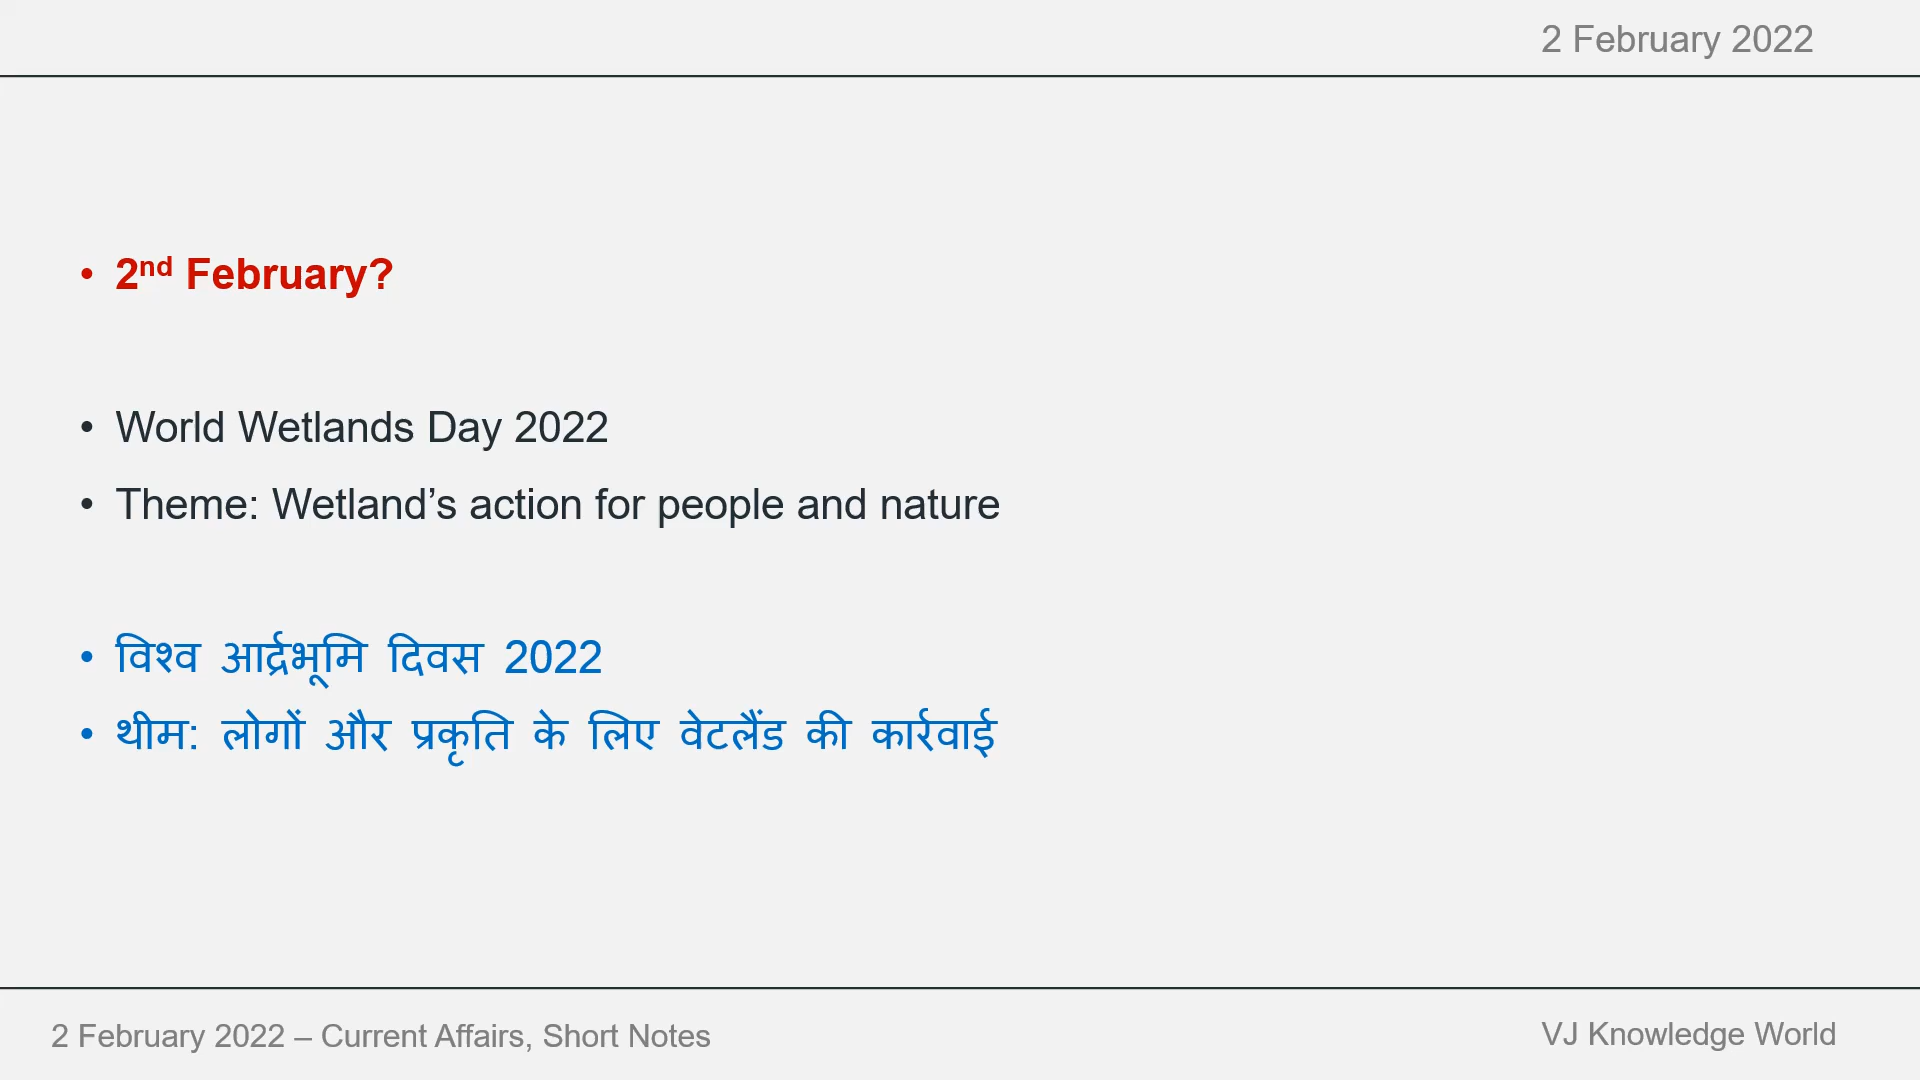 2 February 2022
• 2nd February?
• World Wetlands Day 2022
• Theme: Wetland’s action for people and nature
• विश्व आर्द्रभूमि दिवस 2022
• थीम: लोगों और प्रकृति के लिए वेटलैंड की कार्रवाई
2 February 2022 – Current Affairs, Short Notes
VJ Knowledge World